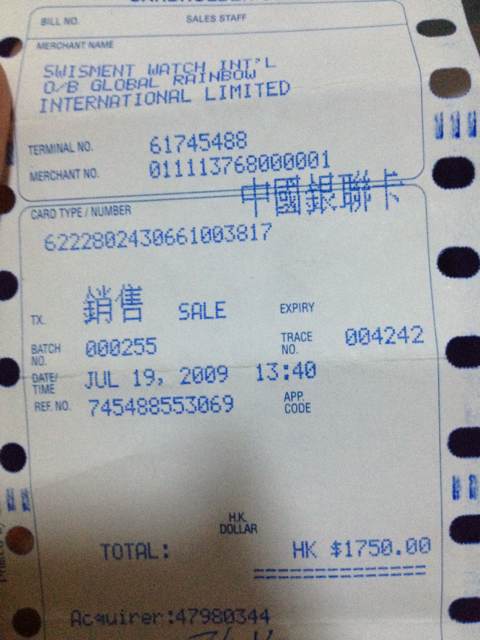 BILL NO. SALES STAFF
MERCHANT NAME
SWISMENT WATCH INT'L
O/B GLOBAL RAINBOW
INTERNATIONAL LIMITED
TERMINAL NO. 61745488
MERCHANT NO. 011113768000001
中國銀聯卡
CARD TYPE / NUMBER
6222802430661003817
TX. 銷售 SALE EXPIRY
BATCH NO. 000255 TRACE NO. 004242
DATE/TIME JUL 19, 2009 13:40
REF. NO. 745488553069 APP. CODE
H.K. DOLLAR
TOTAL: HK $1750.00
==============
Acquirer:47980344